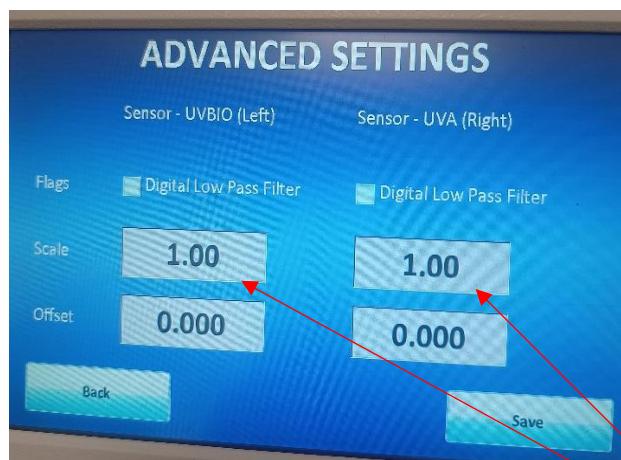 ADVANCED SETTINGS
Sensor - UVBIO (Left) Sensor - UVA (Right)
Flags Digital Low Pass Filter Digital Low Pass Filter
Scale 1.00 1.00
Offset 0.000 0.000
Back Save